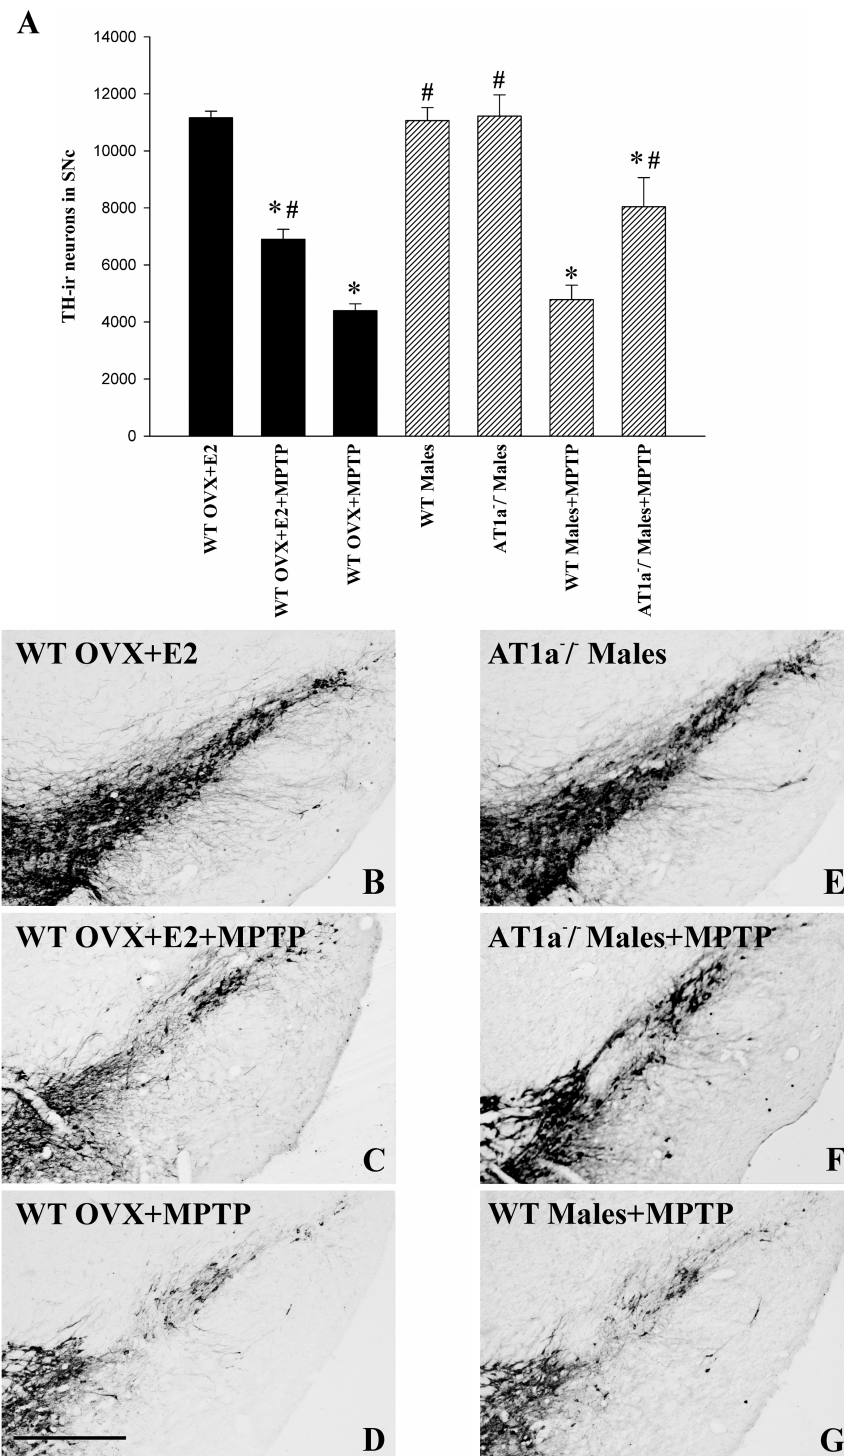 A
14000
12000
10000
8000
6000
4000
2000
0
TH-ir neurons in SNc
* #
*
#
#
*
* #
WT OVX+E2
WT OVX+E2+MPTP
WT OVX+MPTP
WT Males
AT1a-/- Males
WT Males+MPTP
AT1a-/- Males+MPTP
WT OVX+E2
B
AT1a-/- Males
E
WT OVX+E2+MPTP
C
AT1a-/- Males+MPTP
F
WT OVX+MPTP
D
WT Males+MPTP
G